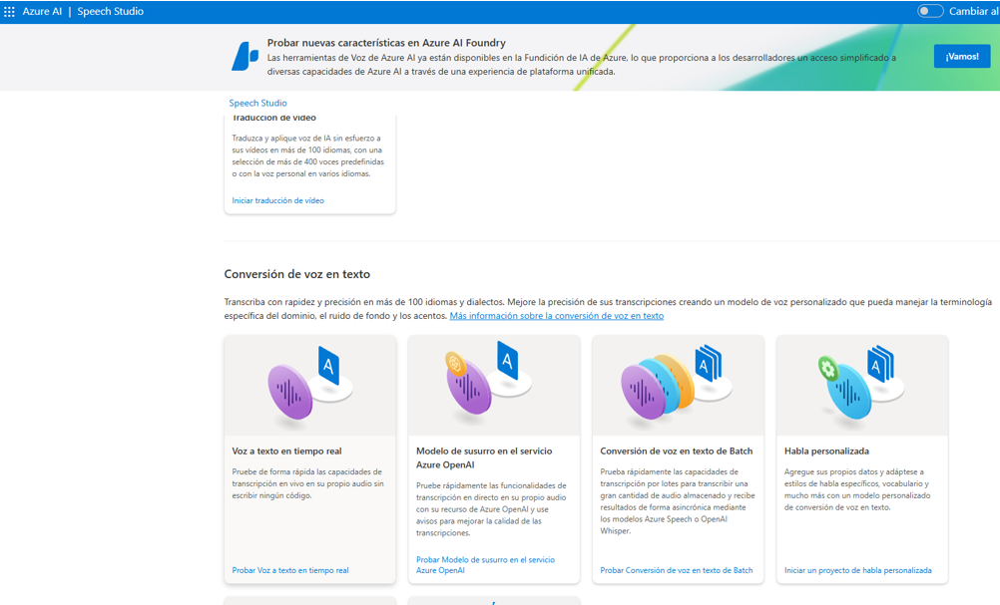 Azure AI | Speech Studio
Cambiar al
Probar nuevas características en Azure AI Foundry
Las herramientas de Voz de Azure AI ya están disponibles en la Fundición de IA de Azure, lo que proporciona a los desarrolladores un acceso simplificado a
diversas capacidades de Azure AI a través de una experiencia de plataforma unificada.
¡Vamos!
Speech Studio
Traducción de vídeo
Traduzca y aplique voz de IA sin esfuerzo a
sus vídeos en más de 100 idiomas, con una
selección de más de 400 voces predefinidas
o con la voz personal en varios idiomas.
Iniciar traducción de vídeo
Conversión de voz en texto
Transcriba con rapidez y precisión en más de 100 idiomas y dialectos. Mejore la precisión de sus transcripciones creando un modelo de voz personalizado que pueda manejar la terminología
específica del dominio, el ruido de fondo y los acentos. Más información sobre la conversión de voz en texto
A
Voz a texto en tiempo real
Pruebe de forma rápida las capacidades de
transcripción en vivo en su propio audio sin
escribir ningún código.
Probar Voz a texto en tiempo real
A
Modelo de susurro en el servicio
Azure OpenAI
Pruebe rápidamente las funcionalidades de
transcripción en directo en su propio audio
con su recurso de Azure OpenAI y use
avisos para mejorar la calidad de las
transcripciones.
Probar Modelo de susurro en el servicio
Azure OpenAI
A
Conversión de voz en texto de Batch
Prueba rápidamente las capacidades de
transcripción por lotes para transcribir una
gran cantidad de audio almacenado y recibe
resultados de forma asincrónica mediante
los modelos Azure Speech o OpenAI
Whisper.
Probar Conversión de voz en texto de Batch
A
Habla personalizada
Agregue sus propios datos y adáptese a
estilos de habla específicos, vocabulario y
mucho más con un modelo personalizado
de conversión de voz en texto.
Iniciar un proyecto de habla personalizada